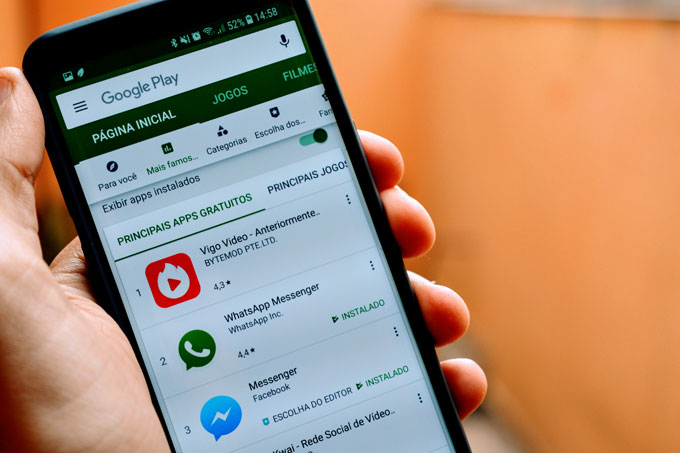 52% 14:58
Google Play
PÁGINA INICIAL JOGOS FILMES
Para você Mais famos... Categorias Escolha dos... Fam
Exibir apps instalados
PRINCIPAIS APPS GRATUITOS PRINCIPAIS JOGOS
1 Vigo Video - Anteriormente..
BYTEMOD PTE.LTD.
4,3★
2 WhatsApp Messenger
WhatsApp Inc.
4,4★ INSTALADO
3 Messenger
Facebook
ESCOLHA DO EDITOR INSTALADO
Kwai - Rede Social de Vídeo..